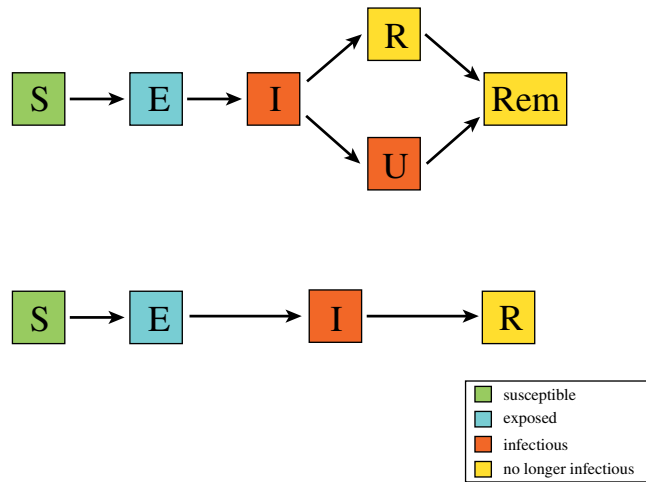 R
S E I Rem
U
S E I R
susceptible
exposed
infectious
no longer infectious